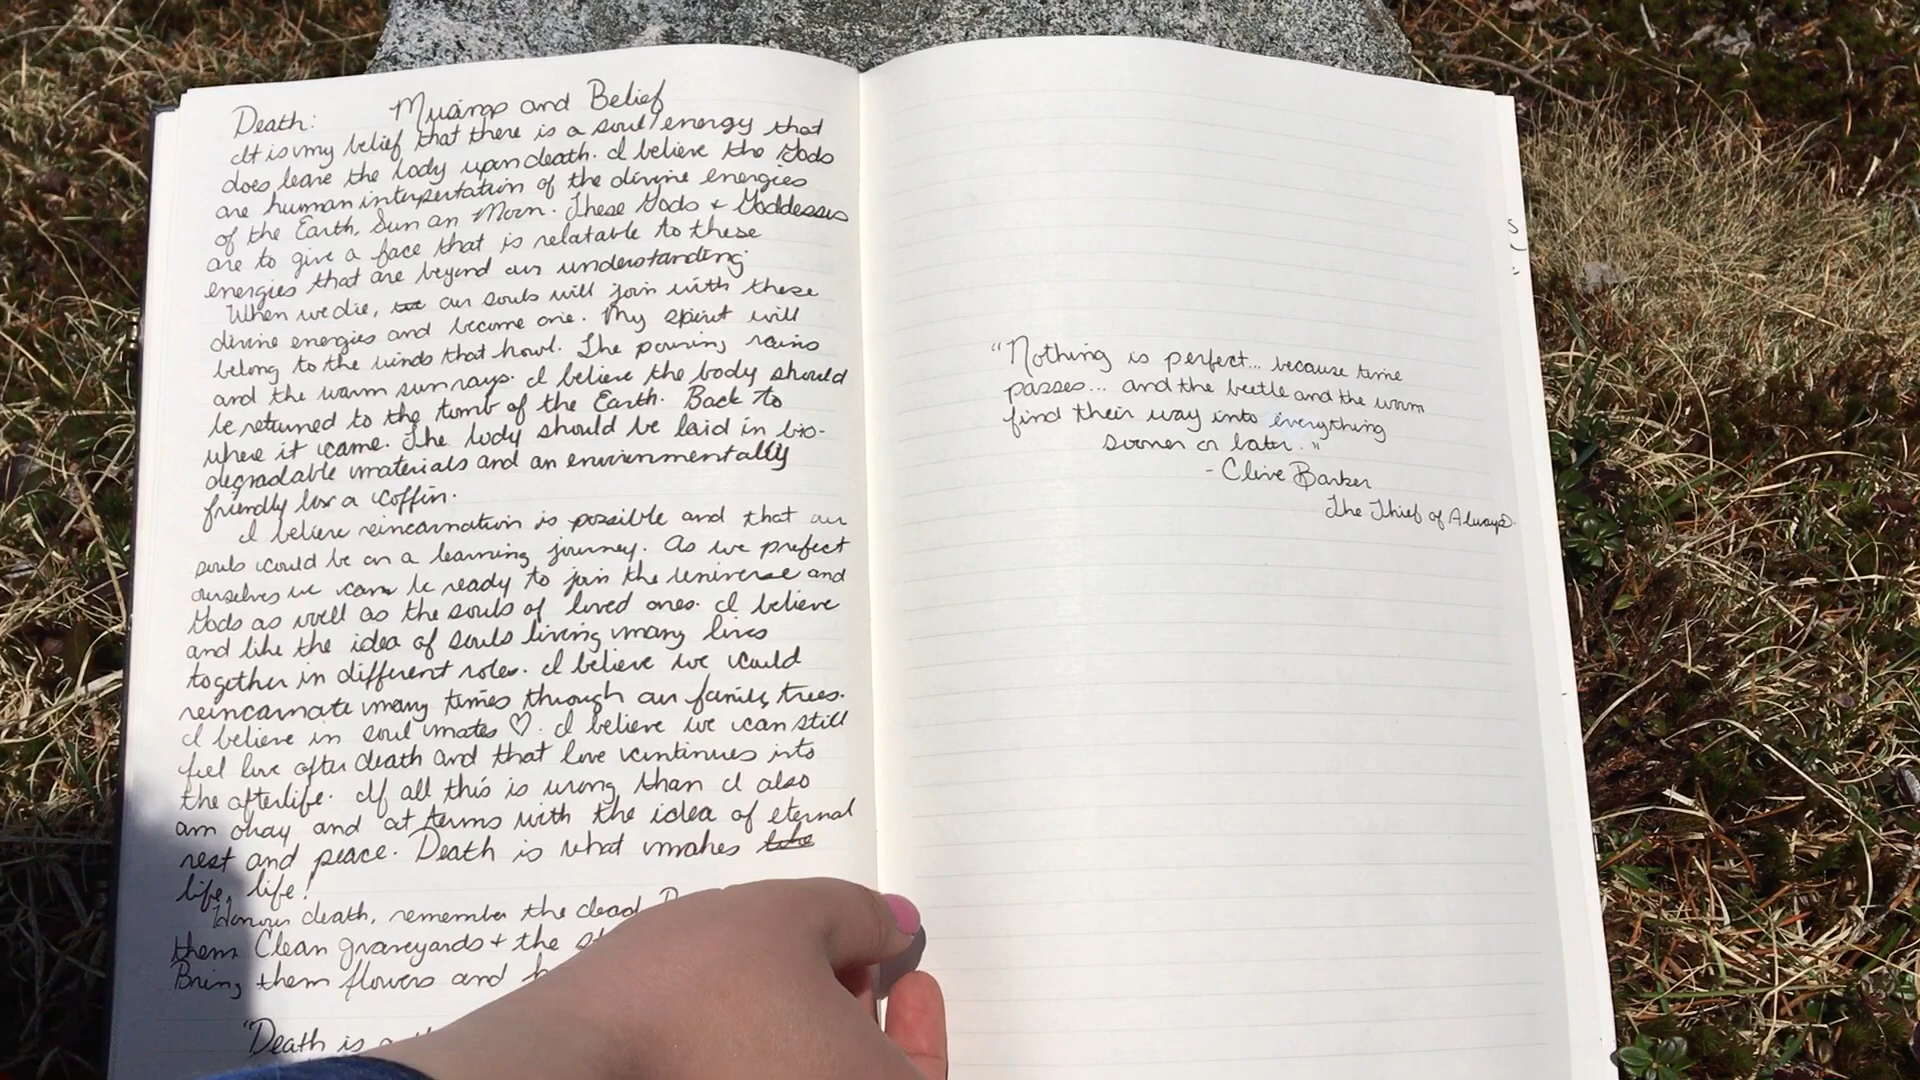 Death: Musings and Belief
It is my belief that there is a soul/energy that
does leave the body upon death. I believe the Gods
are human interpertation of the divine energies
of the Earth, Sun an Moon. These Gods + Goddesses
are to give a face that is relatable to these
energies that are beyond our understanding.
When we die, our souls will join with these
divine energies and become one. My spirit will
belong to the winds that howl. The pouring rains
and the warm sun rays. I believe the body should
be returned to the tomb of the Earth. Back to
where it came. The body should be laid in bio-
degradable materials and an environmentally
friendly box a coffin.
I believe reincarnation is possible and that our
souls could be on a learning journey. As we prefect
ourselves we can be ready to join the universe and
Gods as well as the souls of loved ones. I believe
and like the idea of souls living many lives
together in different roles. I believe we could
reincarnate many times through our family trees.
I believe in soul mates ♡. I believe we can still
feel love after death and that love continues into
the afterlife. If all this is wrong than I also
am okay and at terms with the idea of eternal
rest and peace. Death is what makes
life, life!
Honour death, remember the dead
them Clean graveyards + the
Bring them flowers and
"Death is
"Nothing is perfect... because time
passes... and the beetle and the worm
find their way into everything
sooner or later."
- Clive Barker
The Thief of Always